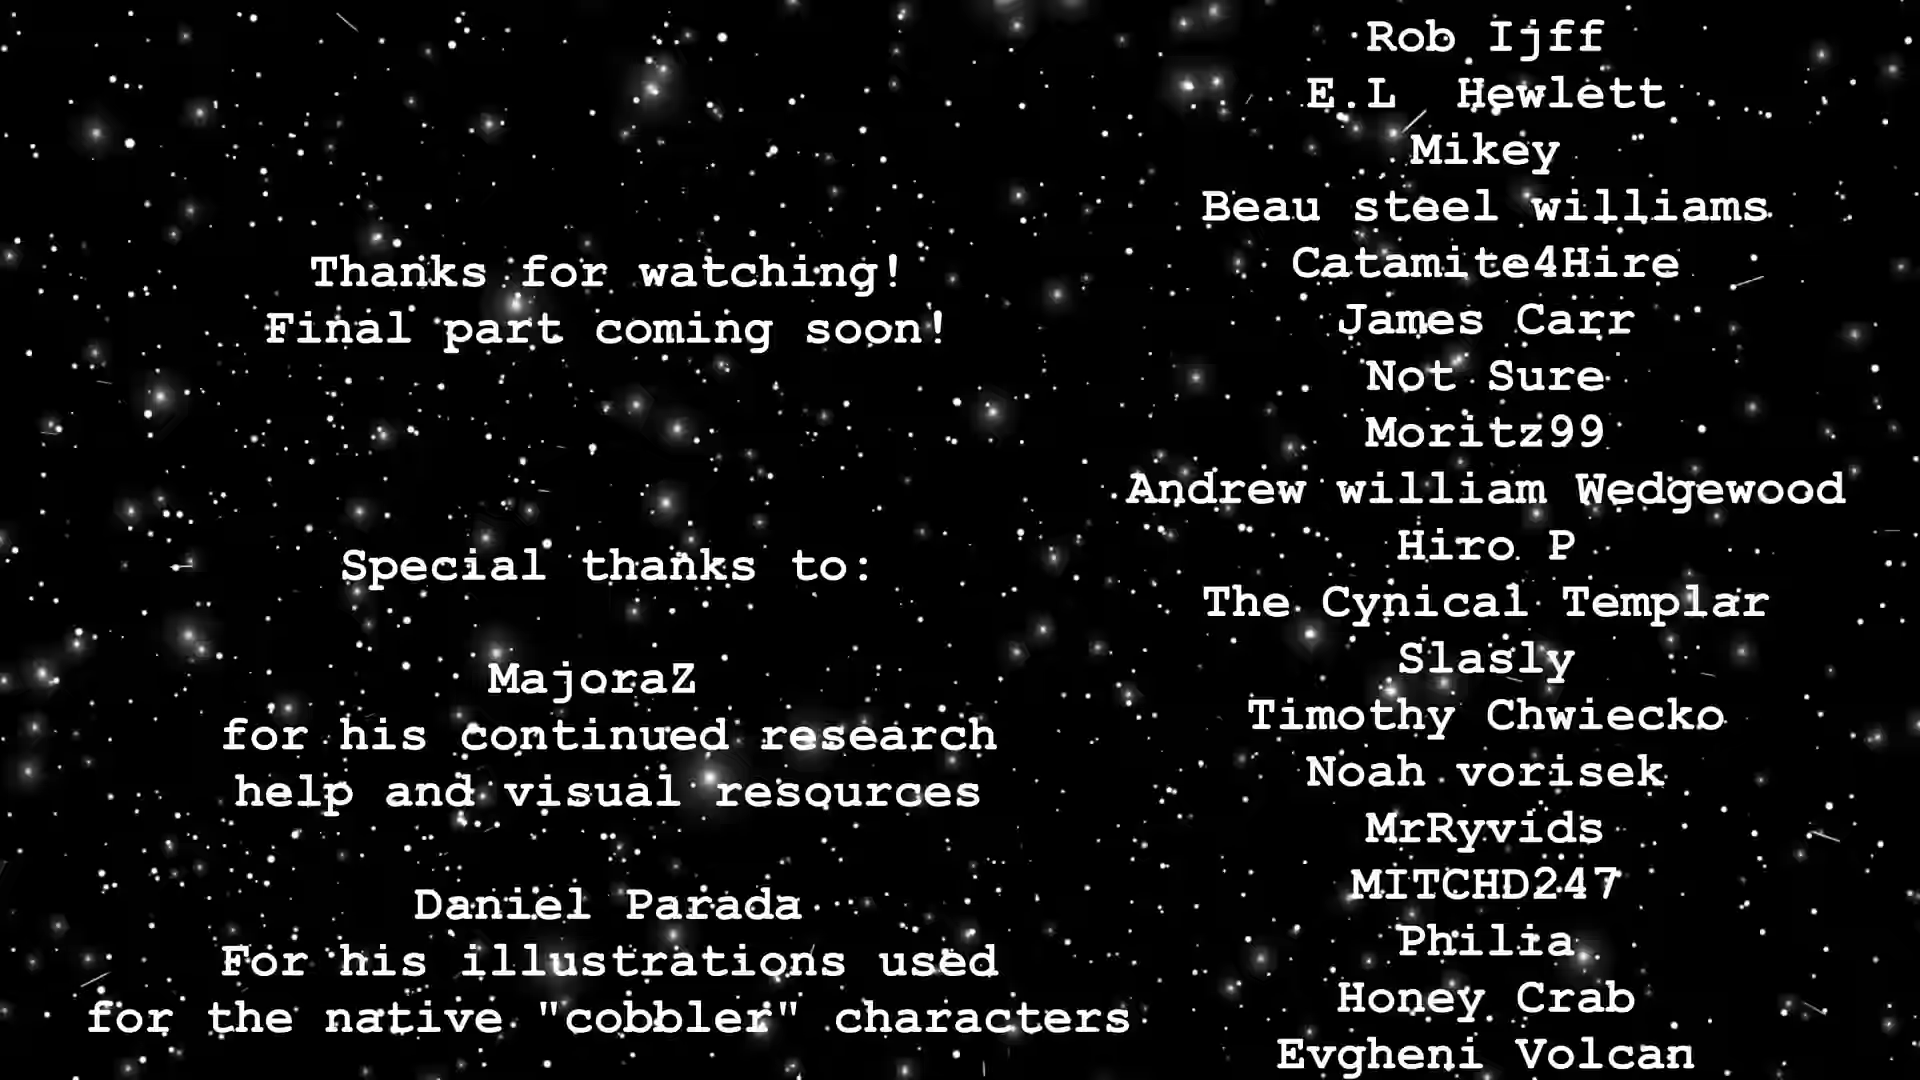 Thanks for watching!
Final part coming soon!
Special thanks to:
MajoraZ
for his continued research
help and visual resources
Daniel Parada
For his illustrations used
for the native "cobbler" characters
Rob Ijff
E.L  Hewlett
Mikey
Beau steel williams
Catamite4Hire
James Carr
Not Sure
Moritz99
Andrew william Wedgewood
Hiro P
The Cynical Templar
Slasly
Timothy Chwiecko
Noah vorisek
MrRyvids
MITCHD247
Philia
Honey Crab
Evgheni Volcan